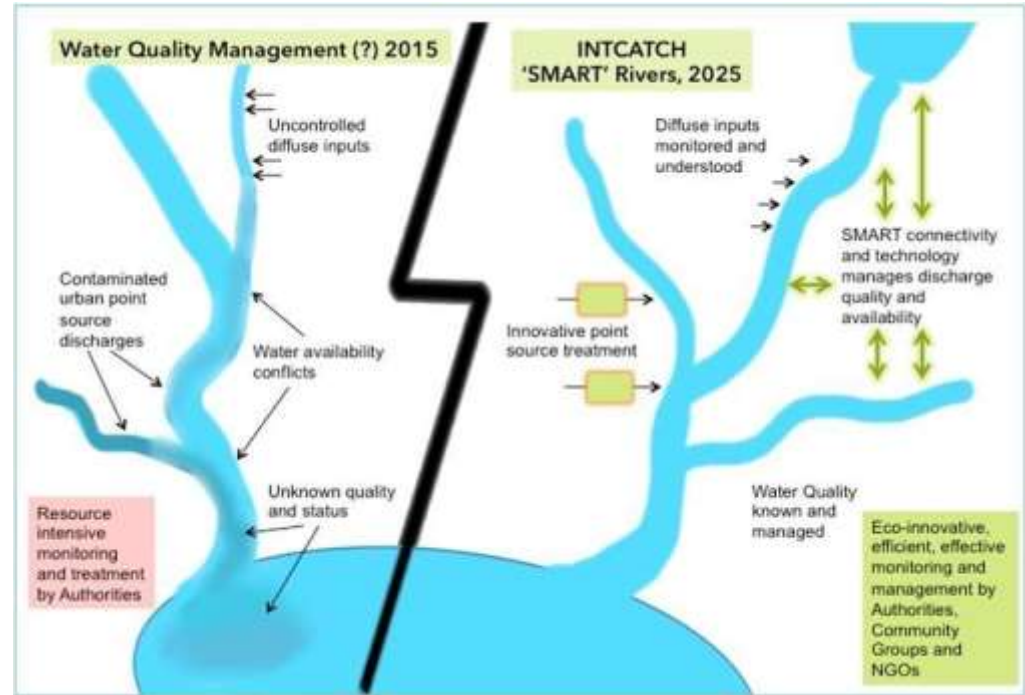 Water Quality Management (?) 2015
Uncontrolled
diffuse inputs
Contaminated
urban point
source
discharges
Water availability
conflicts
Unknown quality
and status
Resource
intensive
monitoring
and treatment
by Authorities
INTCATCH
'SMART' Rivers, 2025
Diffuse inputs
monitored and
understood
SMART connectivity
and technology
manages discharge
quality and
availability
Innovative point
source treatment
Water Quality
known and
managed
Eco-innovative,
efficient, effective
monitoring and
management by
Authorities,
Community
Groups and
NGOs